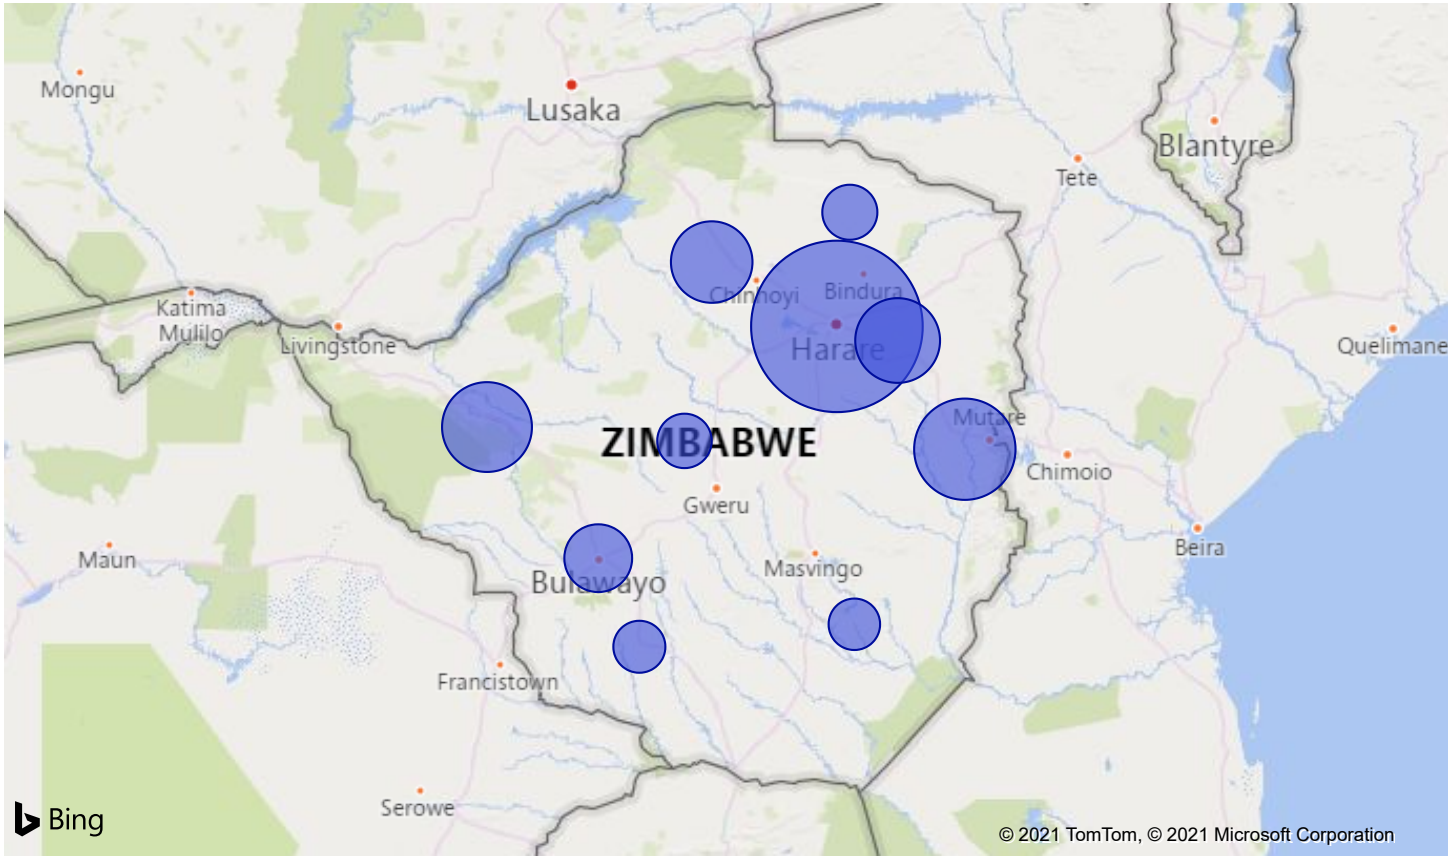 Mongu
Lusaka
Blantyre
Tete
Katima
Mulilo
Livingstone
Chinhoyi
Bindura
Harare
Quelimane
Mutare
ZIMBABWE
Chimoio
Gweru
Beira
Maun
Masvingo
Bulawayo
Francistown
Serowe
Bing
© 2021 TomTom, © 2021 Microsoft Corporation